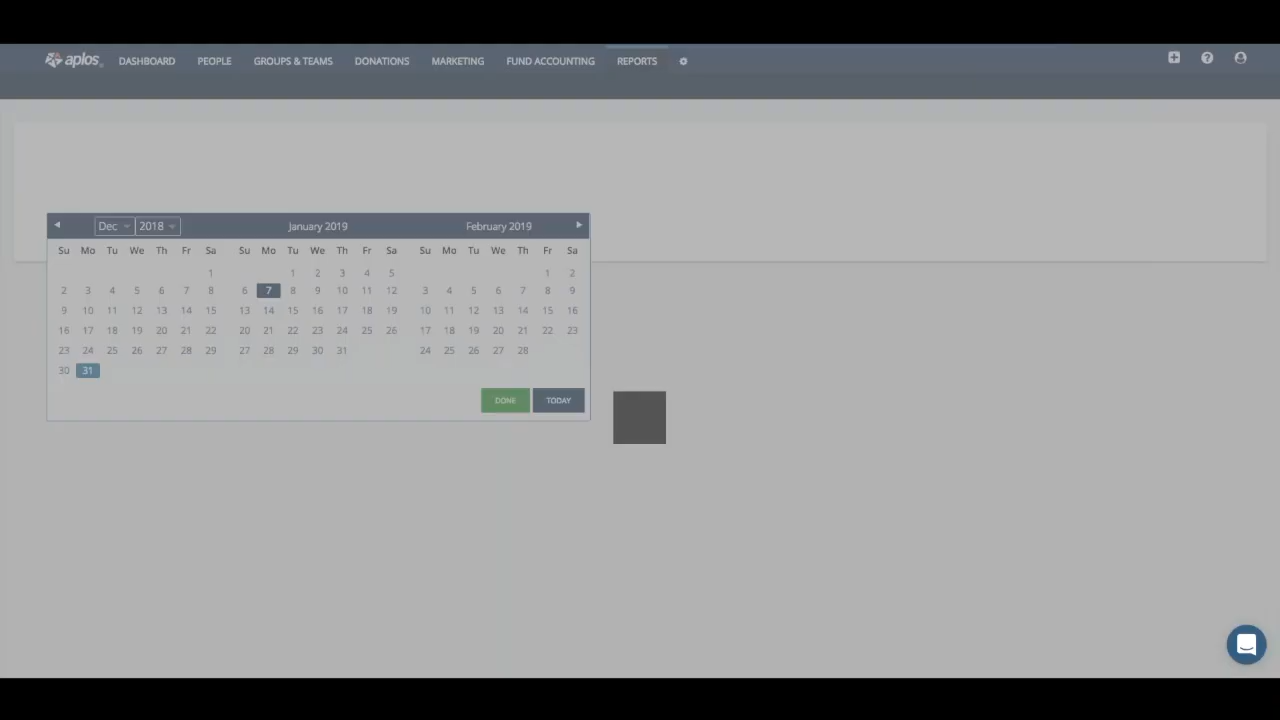 aplos DASHBOARD PEOPLE GROUPS & TEAMS DONATIONS MARKETING FUND ACCOUNTING REPORTS
Dec 2018 January 2019 February 2019
Su Mo Tu We Th Fr Sa Su Mo Tu We Th Fr Sa Su Mo Tu We Th Fr Sa
1 1 2 3 4 5 1 2
2 3 4 5 6 7 8 6 7 8 9 10 11 12 3 4 5 6 7 8 9
9 10 11 12 13 14 15 13 14 15 16 17 18 19 10 11 12 13 14 15 16
16 17 18 19 20 21 22 20 21 22 23 24 25 26 17 18 19 20 21 22 23
23 24 25 26 27 28 29 27 28 29 30 31 24 25 26 27 28
30 31
DONE TODAY